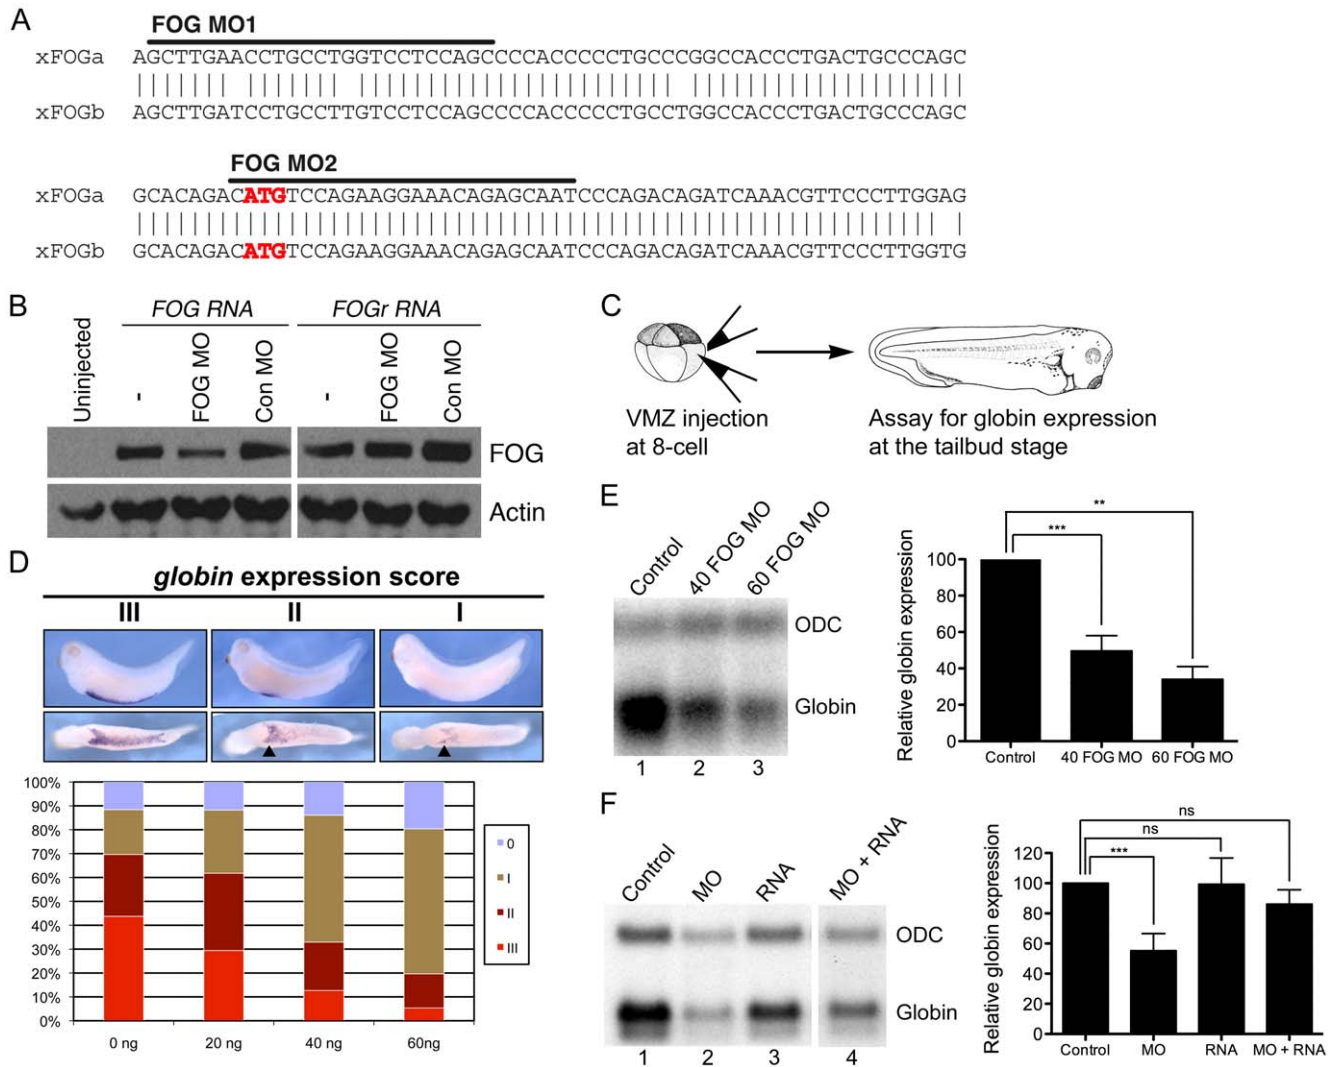 A
FOG MO1
xFOGa AGCTTGAACCTGCCTGGTCCTCCAGCCCCACCCCCTGCCCGGCCACCCTGACTGCCCAGC
xFOGb AGCTTGATCCTGCCTTGTCCTCCAGCCCCACCCCCTGCCTGGCCACCCTGACTGCCCAGC
FOG MO2
xFOGa GCACAGACATGTCCAGAAGGAAACAGAGCAATCCCAGACAGATCAAACGTTCCCTTGGAG
xFOGb GCACAGACATGTCCAGAAGGAAACAGAGCAATCCCAGACAGATCAAACGTTCCCTTGGTG
B
FOG RNA FOGr RNA
Uninjected - FOG MO Con MO - FOG MO Con MO
FOG
Actin
C
VMZ injection
at 8-cell
Assay for globin expression
at the tailbud stage
D
globin expression score
III II I
100%
90%
80%
70%
60%
50%
40%
30%
20%
10%
0%
0 ng 20 ng 40 ng 60ng
0
I
II
III
E
Control 40 FOG MO 60 FOG MO
ODC
Globin
1 2 3
Relative globin expression
**
***
100
80
60
40
20
0
Control 40 FOG MO 60 FOG MO
F
Control MO RNA MO + RNA
ODC
Globin
1 2 3 4
Relative globin expression
ns
ns
***
120
100
80
60
40
20
0
Control MO RNA MO + RNA